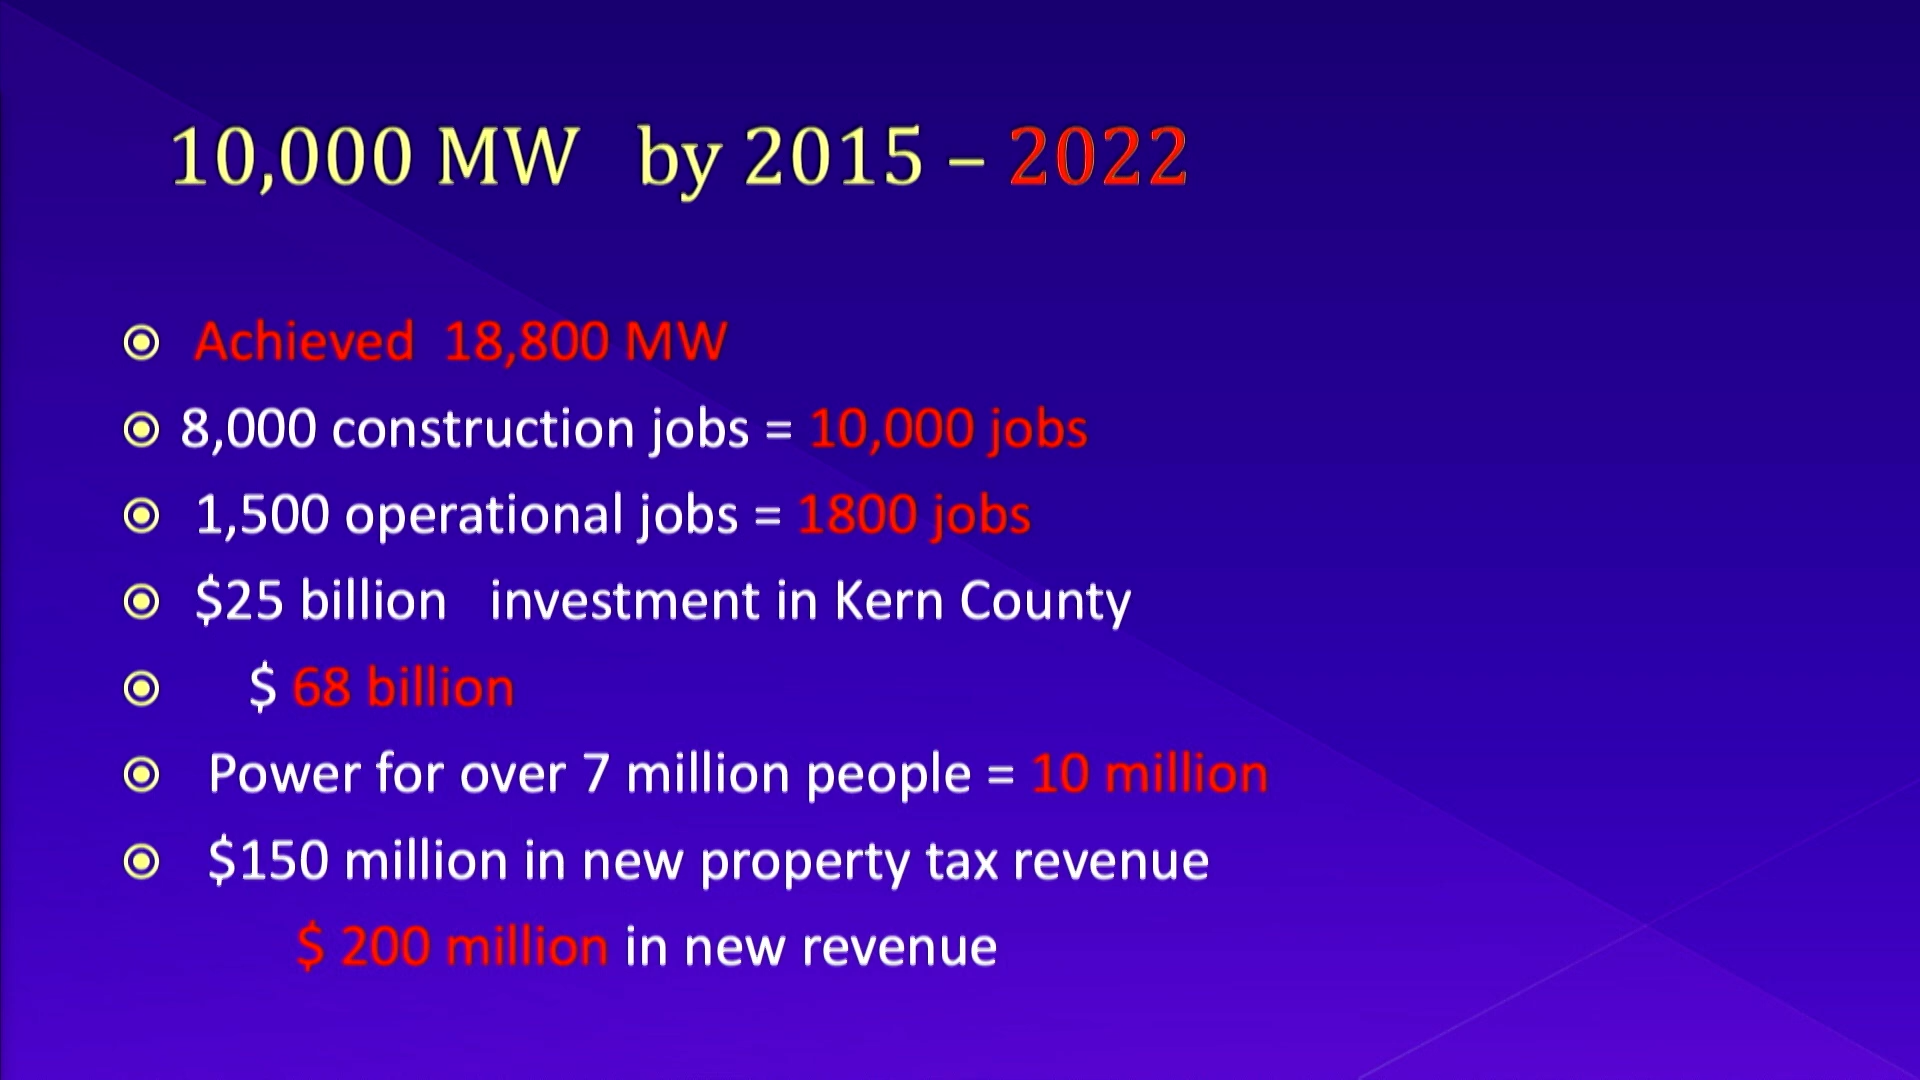 10,000 MW by 2015 – 2022
Achieved 18,800 MW
8,000 construction jobs = 10,000 jobs
1,500 operational jobs = 1800 jobs
$25 billion investment in Kern County
$ 68 billion
Power for over 7 million people = 10 million
$150 million in new property tax revenue
$ 200 million in new revenue